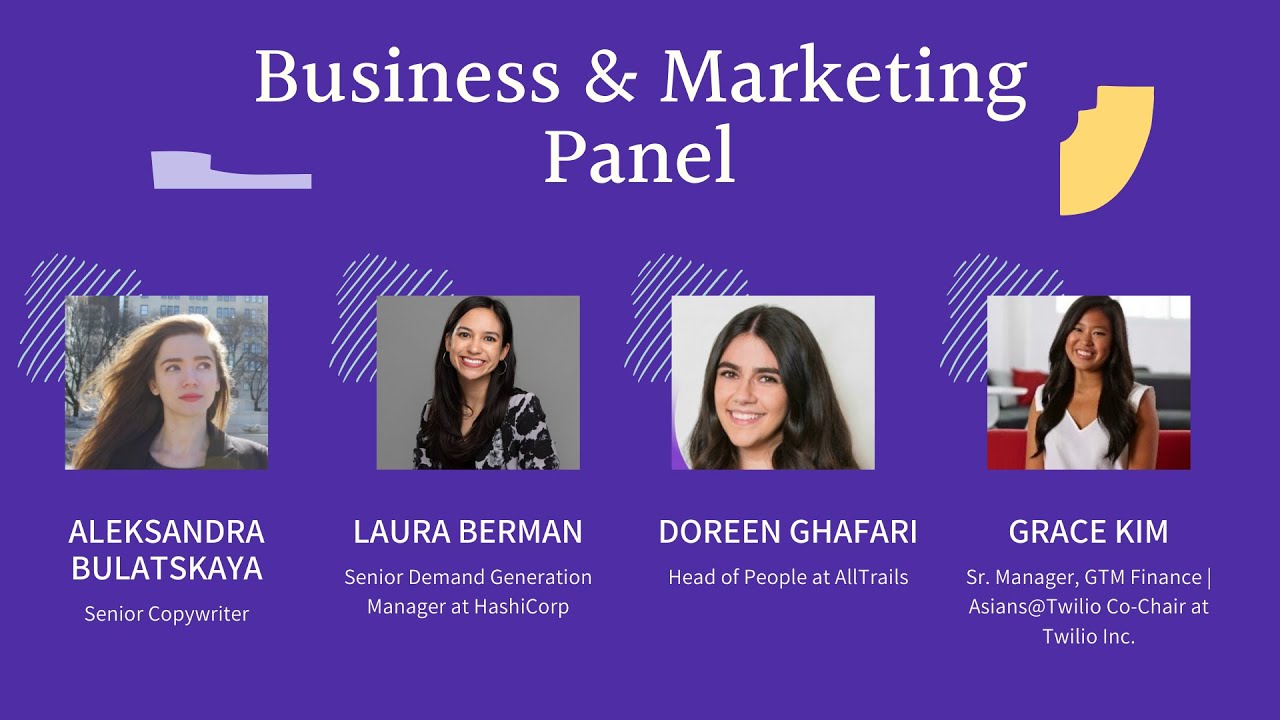 Business & Marketing
Panel
ALEKSANDRA
BULATSKAYA
Senior Copywriter
LAURA BERMAN
Senior Demand Generation
Manager at HashiCorp
DOREEN GHAFARI
Head of People at AllTrails
GRACE KIM
Sr. Manager, GTM Finance |
Asians@Twilio Co-Chair at
Twilio Inc.